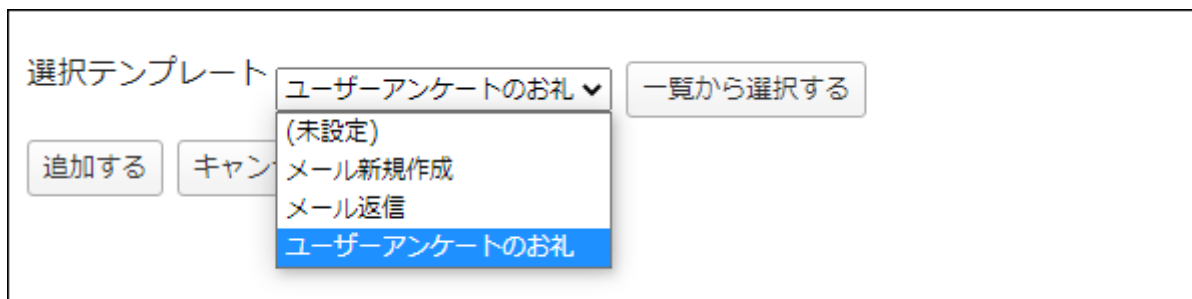 選択テンプレート ユーザーアンケートのお礼 一覧から選択する
(未設定)
追加する キャン メール新規作成
メール返信
ユーザーアンケートのお礼